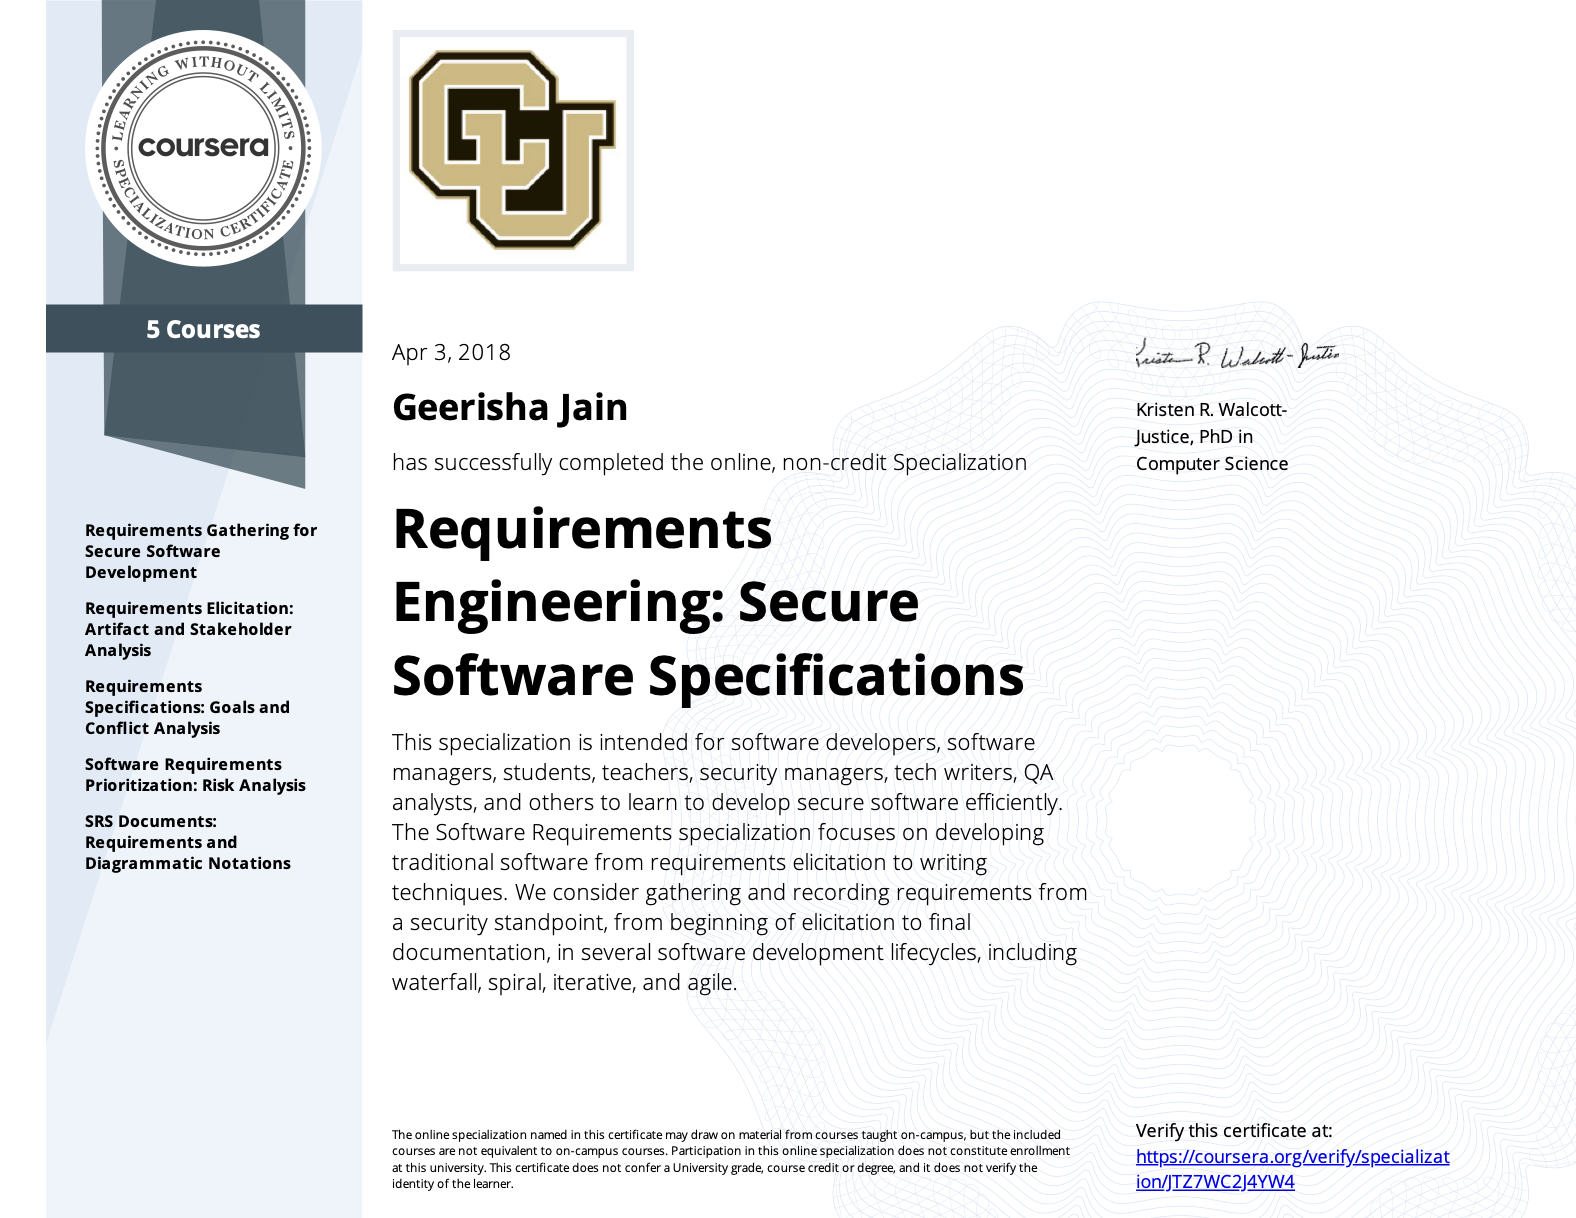 LEARNING WITHOUT LIMITS
coursera
SPECIALIZATION CERTIFICATE
CU
5 Courses
Requirements Gathering for
Secure Software
Development
Requirements Elicitation:
Artifact and Stakeholder
Analysis
Requirements
Specifications: Goals and
Conflict Analysis
Software Requirements
Prioritization: Risk Analysis
SRS Documents:
Requirements and
Diagrammatic Notations
Apr 3, 2018
Geerisha Jain
has successfully completed the online, non-credit Specialization
Requirements
Engineering: Secure
Software Specifications
This specialization is intended for software developers, software
managers, students, teachers, security managers, tech writers, QA
analysts, and others to learn to develop secure software efficiently.
The Software Requirements specialization focuses on developing
traditional software from requirements elicitation to writing
techniques. We consider gathering and recording requirements from
a security standpoint, from beginning of elicitation to final
documentation, in several software development lifecycles, including
waterfall, spiral, iterative, and agile.
Kristen R. Walcott-Justice
Kristen R. Walcott-
Justice, PhD in
Computer Science
The online specialization named in this certificate may draw on material from courses taught on-campus, but the included
courses are not equivalent to on-campus courses. Participation in this online specialization does not constitute enrollment
at this university. This certificate does not confer a University grade, course credit or degree, and it does not verify the
identity of the learner.
Verify this certificate at:
https://coursera.org/verify/specializat
ion/JTZ7WC2J4YW4